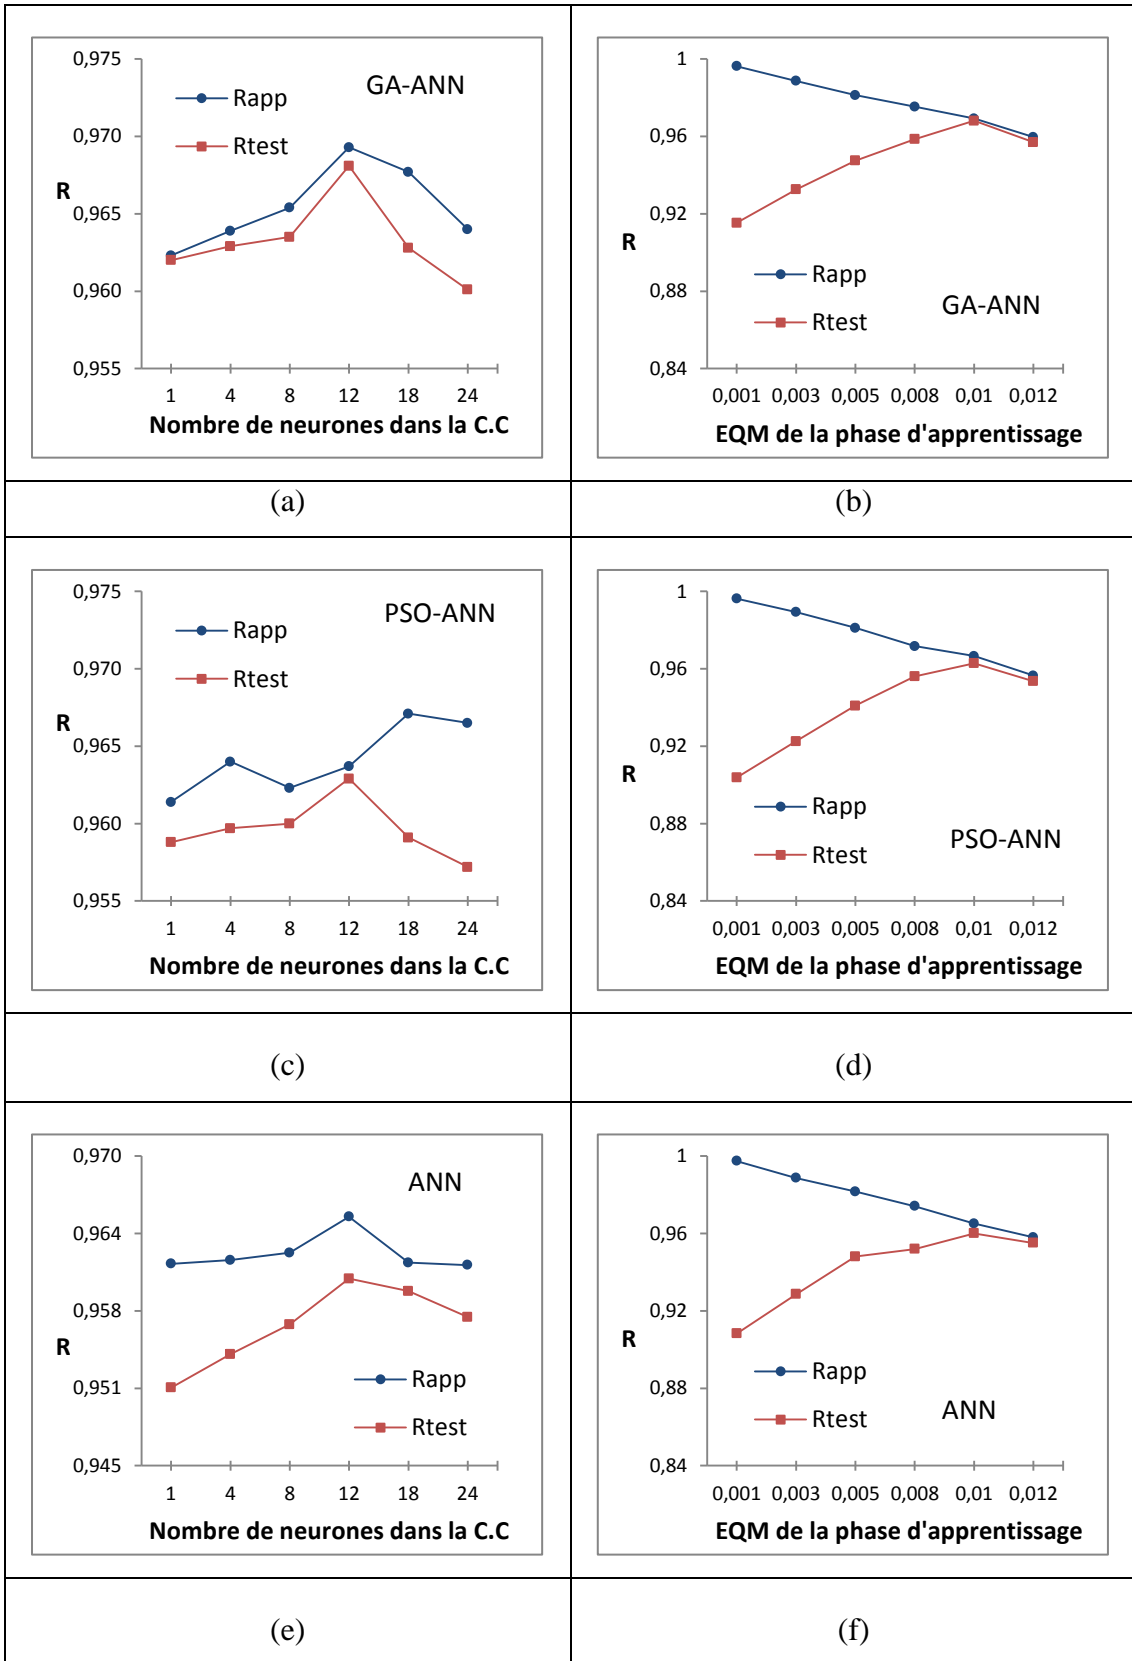 0,975
0,970
0,965
0,960
0,955
R
Rapp
Rtest
GA-ANN
1 4 8 12 18 24
Nombre de neurones dans la C.C
1
0,96
0,92
0,88
0,84
R
Rapp
Rtest
GA-ANN
0,001 0,003 0,005 0,008 0,01 0,012
EQM de la phase d'apprentissage
(a)
(b)
0,975
0,970
0,965
0,960
0,955
R
Rapp
Rtest
PSO-ANN
1 4 8 12 18 24
Nombre de neurones dans la C.C
1
0,96
0,92
0,88
0,84
R
Rapp
Rtest
PSO-ANN
0,001 0,003 0,005 0,008 0,01 0,012
EQM de la phase d'apprentissage
(c)
(d)
0,970
0,964
0,958
0,951
0,945
R
ANN
Rapp
Rtest
1 4 8 12 18 24
Nombre de neurones dans la C.C
1
0,96
0,92
0,88
0,84
R
Rapp
Rtest
ANN
0,001 0,003 0,005 0,008 0,01 0,012
EQM de la phase d'apprentissage
(e)
(f)